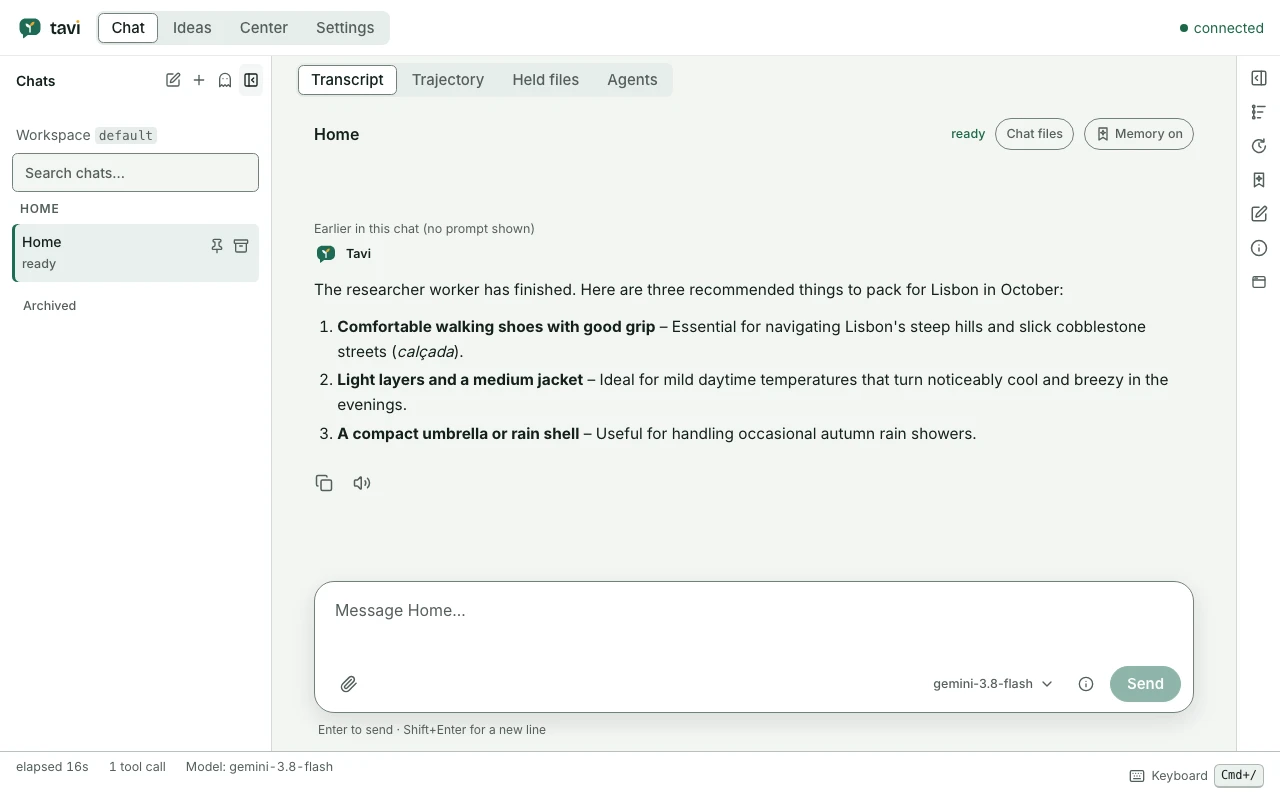 tavi
Chat Ideas Center Settings
connected
Chats
Workspace default
Search chats...
HOME
Home
ready
Archived
Transcript Trajectory Held files Agents
Home
ready Chat files Memory on
Earlier in this chat (no prompt shown)
Tavi
The researcher worker has finished. Here are three recommended things to pack for Lisbon in October:
1. Comfortable walking shoes with good grip – Essential for navigating Lisbon's steep hills and slick cobblestone
streets (calçada).
2. Light layers and a medium jacket – Ideal for mild daytime temperatures that turn noticeably cool and breezy in the
evenings.
3. A compact umbrella or rain shell – Useful for handling occasional autumn rain showers.
Message Home...
gemini-3.8-flash
Send
Enter to send · Shift+Enter for a new line
elapsed 16s 1 tool call Model: gemini-3.8-flash
Keyboard Cmd+/